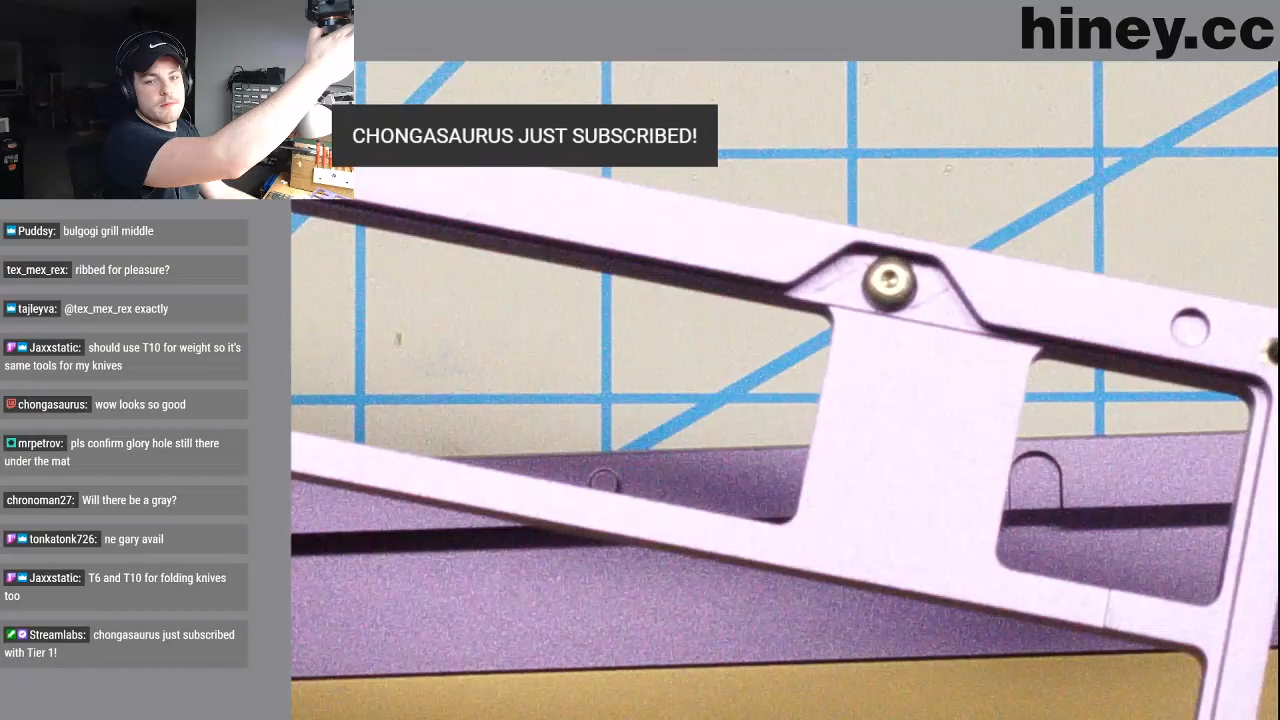 hiney.cc
CHONGASAURUS JUST SUBSCRIBED!
Puddsy: bulgogi grill middle
tex_mex_rex: ribbed for pleasure?
tajleyva: @tex_mex_rex exactly
Jaxxstatic: should use T10 for weight so it's
same tools for my knives
chongasaurus: wow looks so good
mrpetrov: pls confirm glory hole still there
under the mat
chronoman27: Will there be a gray?
tonkatonk726: ne gary avail
Jaxxstatic: T6 and T10 for folding knives
too
Streamlabs: chongasaurus just subscribed
with Tier 1!